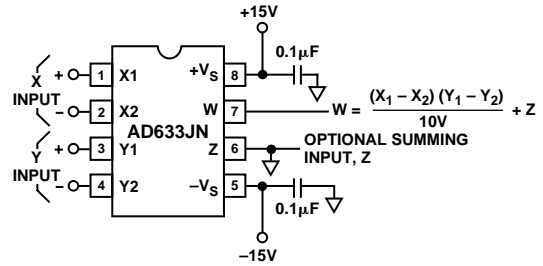 +15V
0.1µF
X
INPUT
+
–
Y
INPUT
+
–
1 X1
2 X2
3 Y1
4 Y2
AD633JN
+VS 8
W 7
Z 6
–VS 5
W = (X1 – X2) (Y1 – Y2) / 10V + Z
OPTIONAL SUMMING
INPUT, Z
0.1µF
–15V